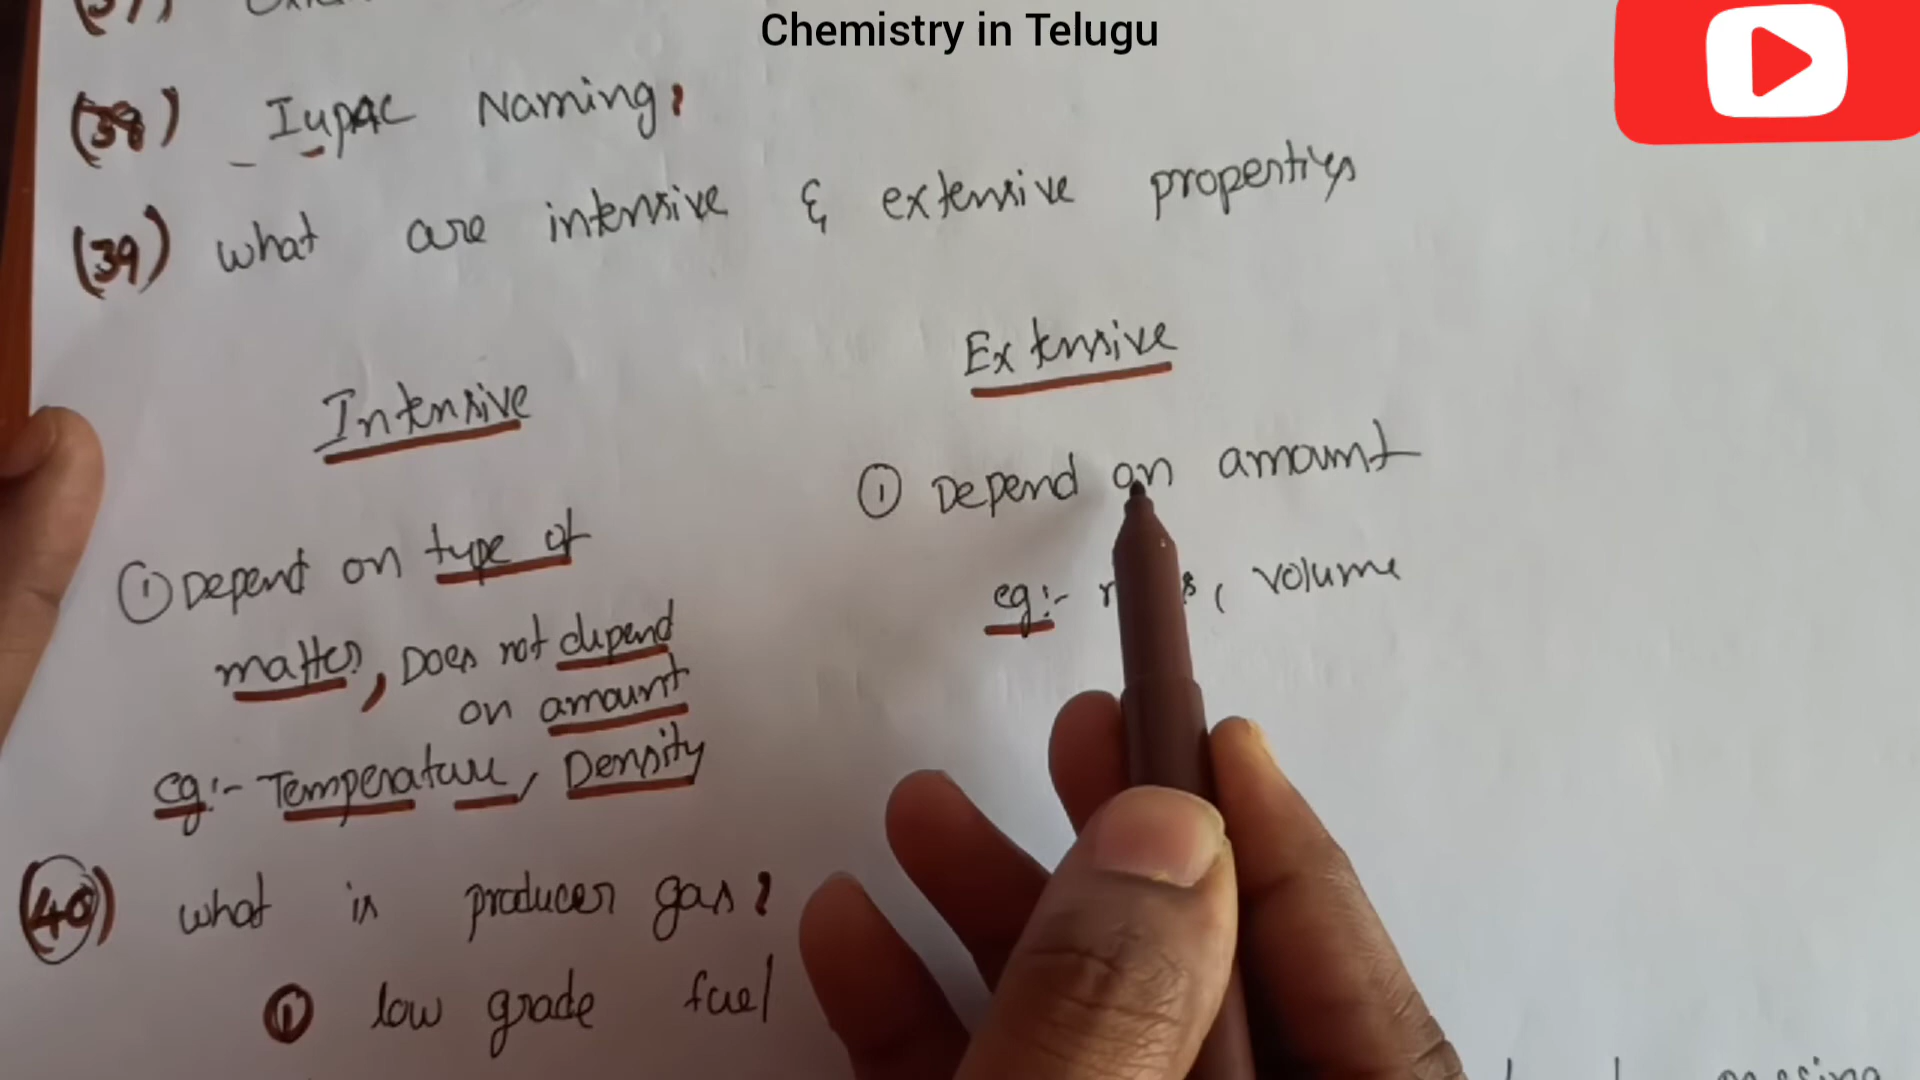 Chemistry in Telugu
(38) Iupac Naming?
(39) what are intensive & extensive properties
Intensive
① Depend on type of
matter, Does not depend
on amount
eg:- Temperature, Density
Extensive
① Depend on amount
eg:- , volume
(40) what is producer gas?
① low grade fuel